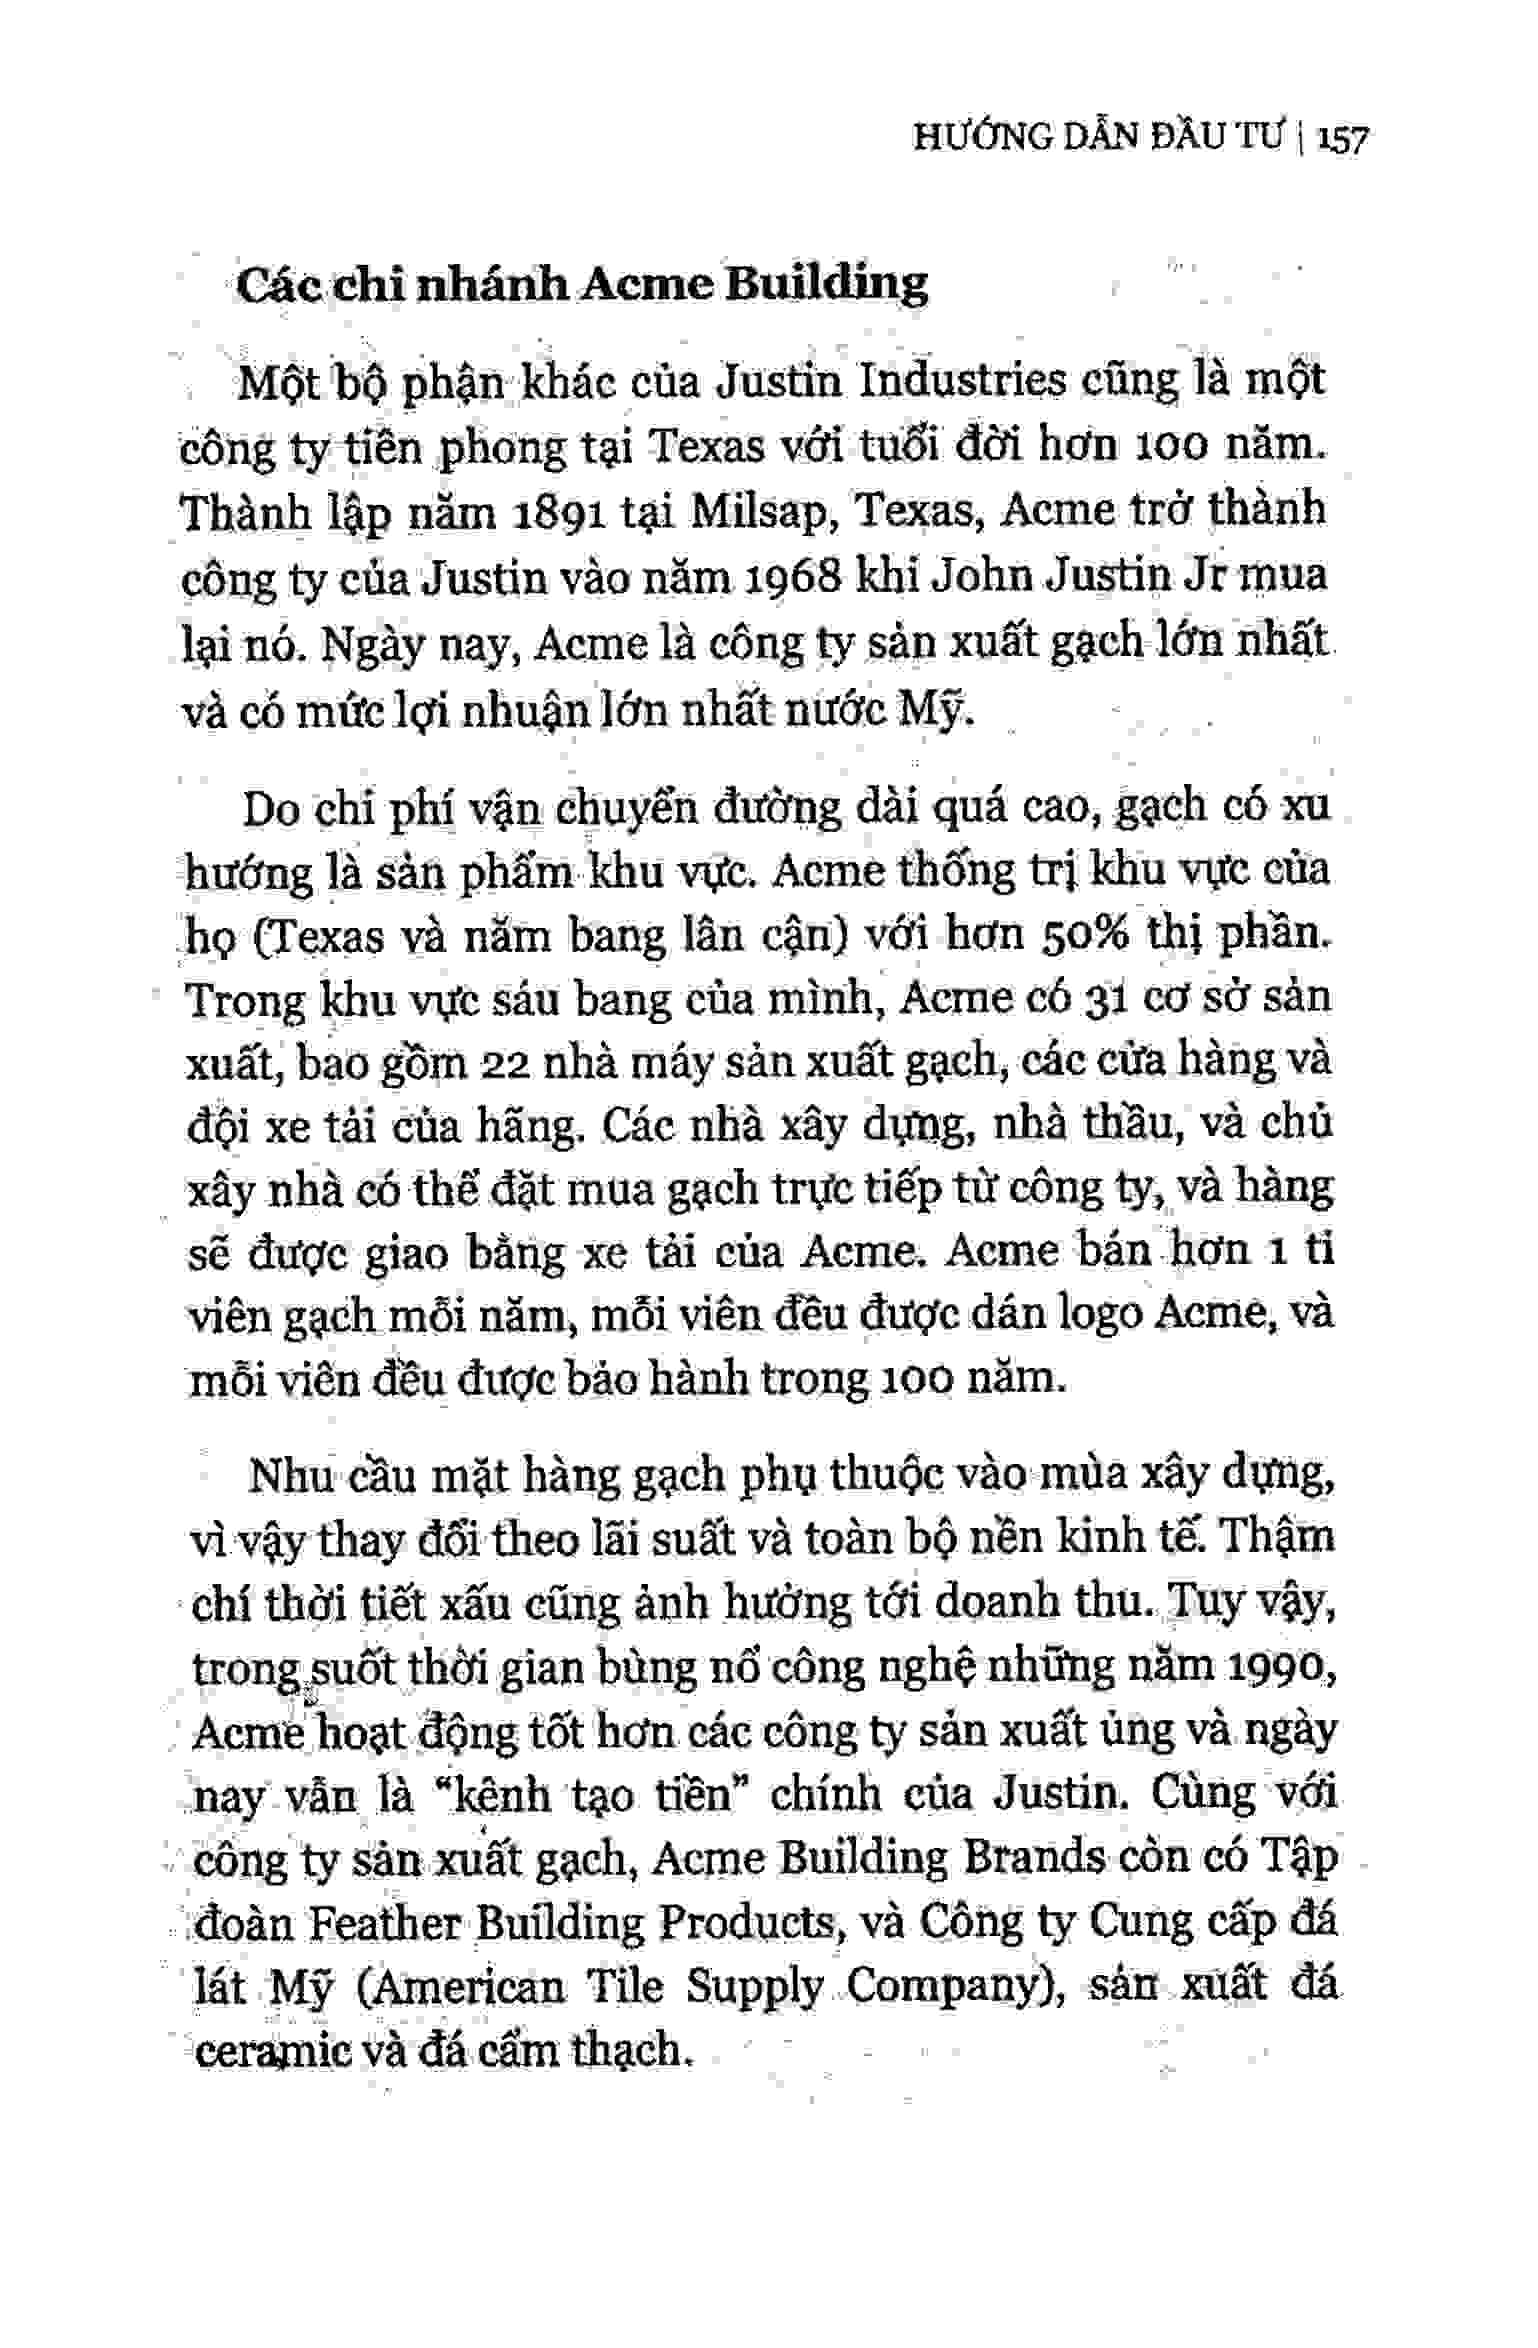 HƯỚNG DẪN ĐẦU TƯ | 157
Các chi nhánh Acme Building
Một bộ phận khác của Justin Industries cũng là một
công ty tiên phong tại Texas với tuổi đời hơn 100 năm.
Thành lập năm 1891 tại Milsap, Texas, Acme trở thành
công ty của Justin vào năm 1968 khi John Justin Jr mua
lại nó. Ngày nay, Acme là công ty sản xuất gạch lớn nhất
và có mức lợi nhuận lớn nhất nước Mỹ.
Do chi phí vận chuyển đường dài quá cao, gạch có xu
hướng là sản phẩm khu vực. Acme thống trị khu vực của
họ (Texas và năm bang lân cận) với hơn 50% thị phần.
Trong khu vực sáu bang của mình, Acme có 31 cơ sở sản
xuất, bao gồm 22 nhà máy sản xuất gạch, các cửa hàng và
đội xe tải của hãng. Các nhà xây dựng, nhà thầu, và chủ
xây nhà có thể đặt mua gạch trực tiếp từ công ty, và hàng
sẽ được giao bằng xe tải của Acme. Acme bán hơn 1 tỉ
viên gạch mỗi năm, mỗi viên đều được dán logo Acme, và
mỗi viên đều được bảo hành trong 100 năm.
Nhu cầu mặt hàng gạch phụ thuộc vào mùa xây dựng,
vì vậy thay đổi theo lãi suất và toàn bộ nền kinh tế. Thậm
chí thời tiết xấu cũng ảnh hưởng tới doanh thu. Tuy vậy,
trong suốt thời gian bùng nổ công nghệ những năm 1990,
Acme hoạt động tốt hơn các công ty sản xuất ủng và ngày
nay vẫn là “kênh tạo tiền” chính của Justin. Cùng với
công ty sản xuất gạch, Acme Building Brands còn có Tập
đoàn Feather Building Products, và Công ty Cung cấp đá
lát Mỹ (American Tile Supply Company), sản xuất đá
ceramic và đá cẩm thạch.